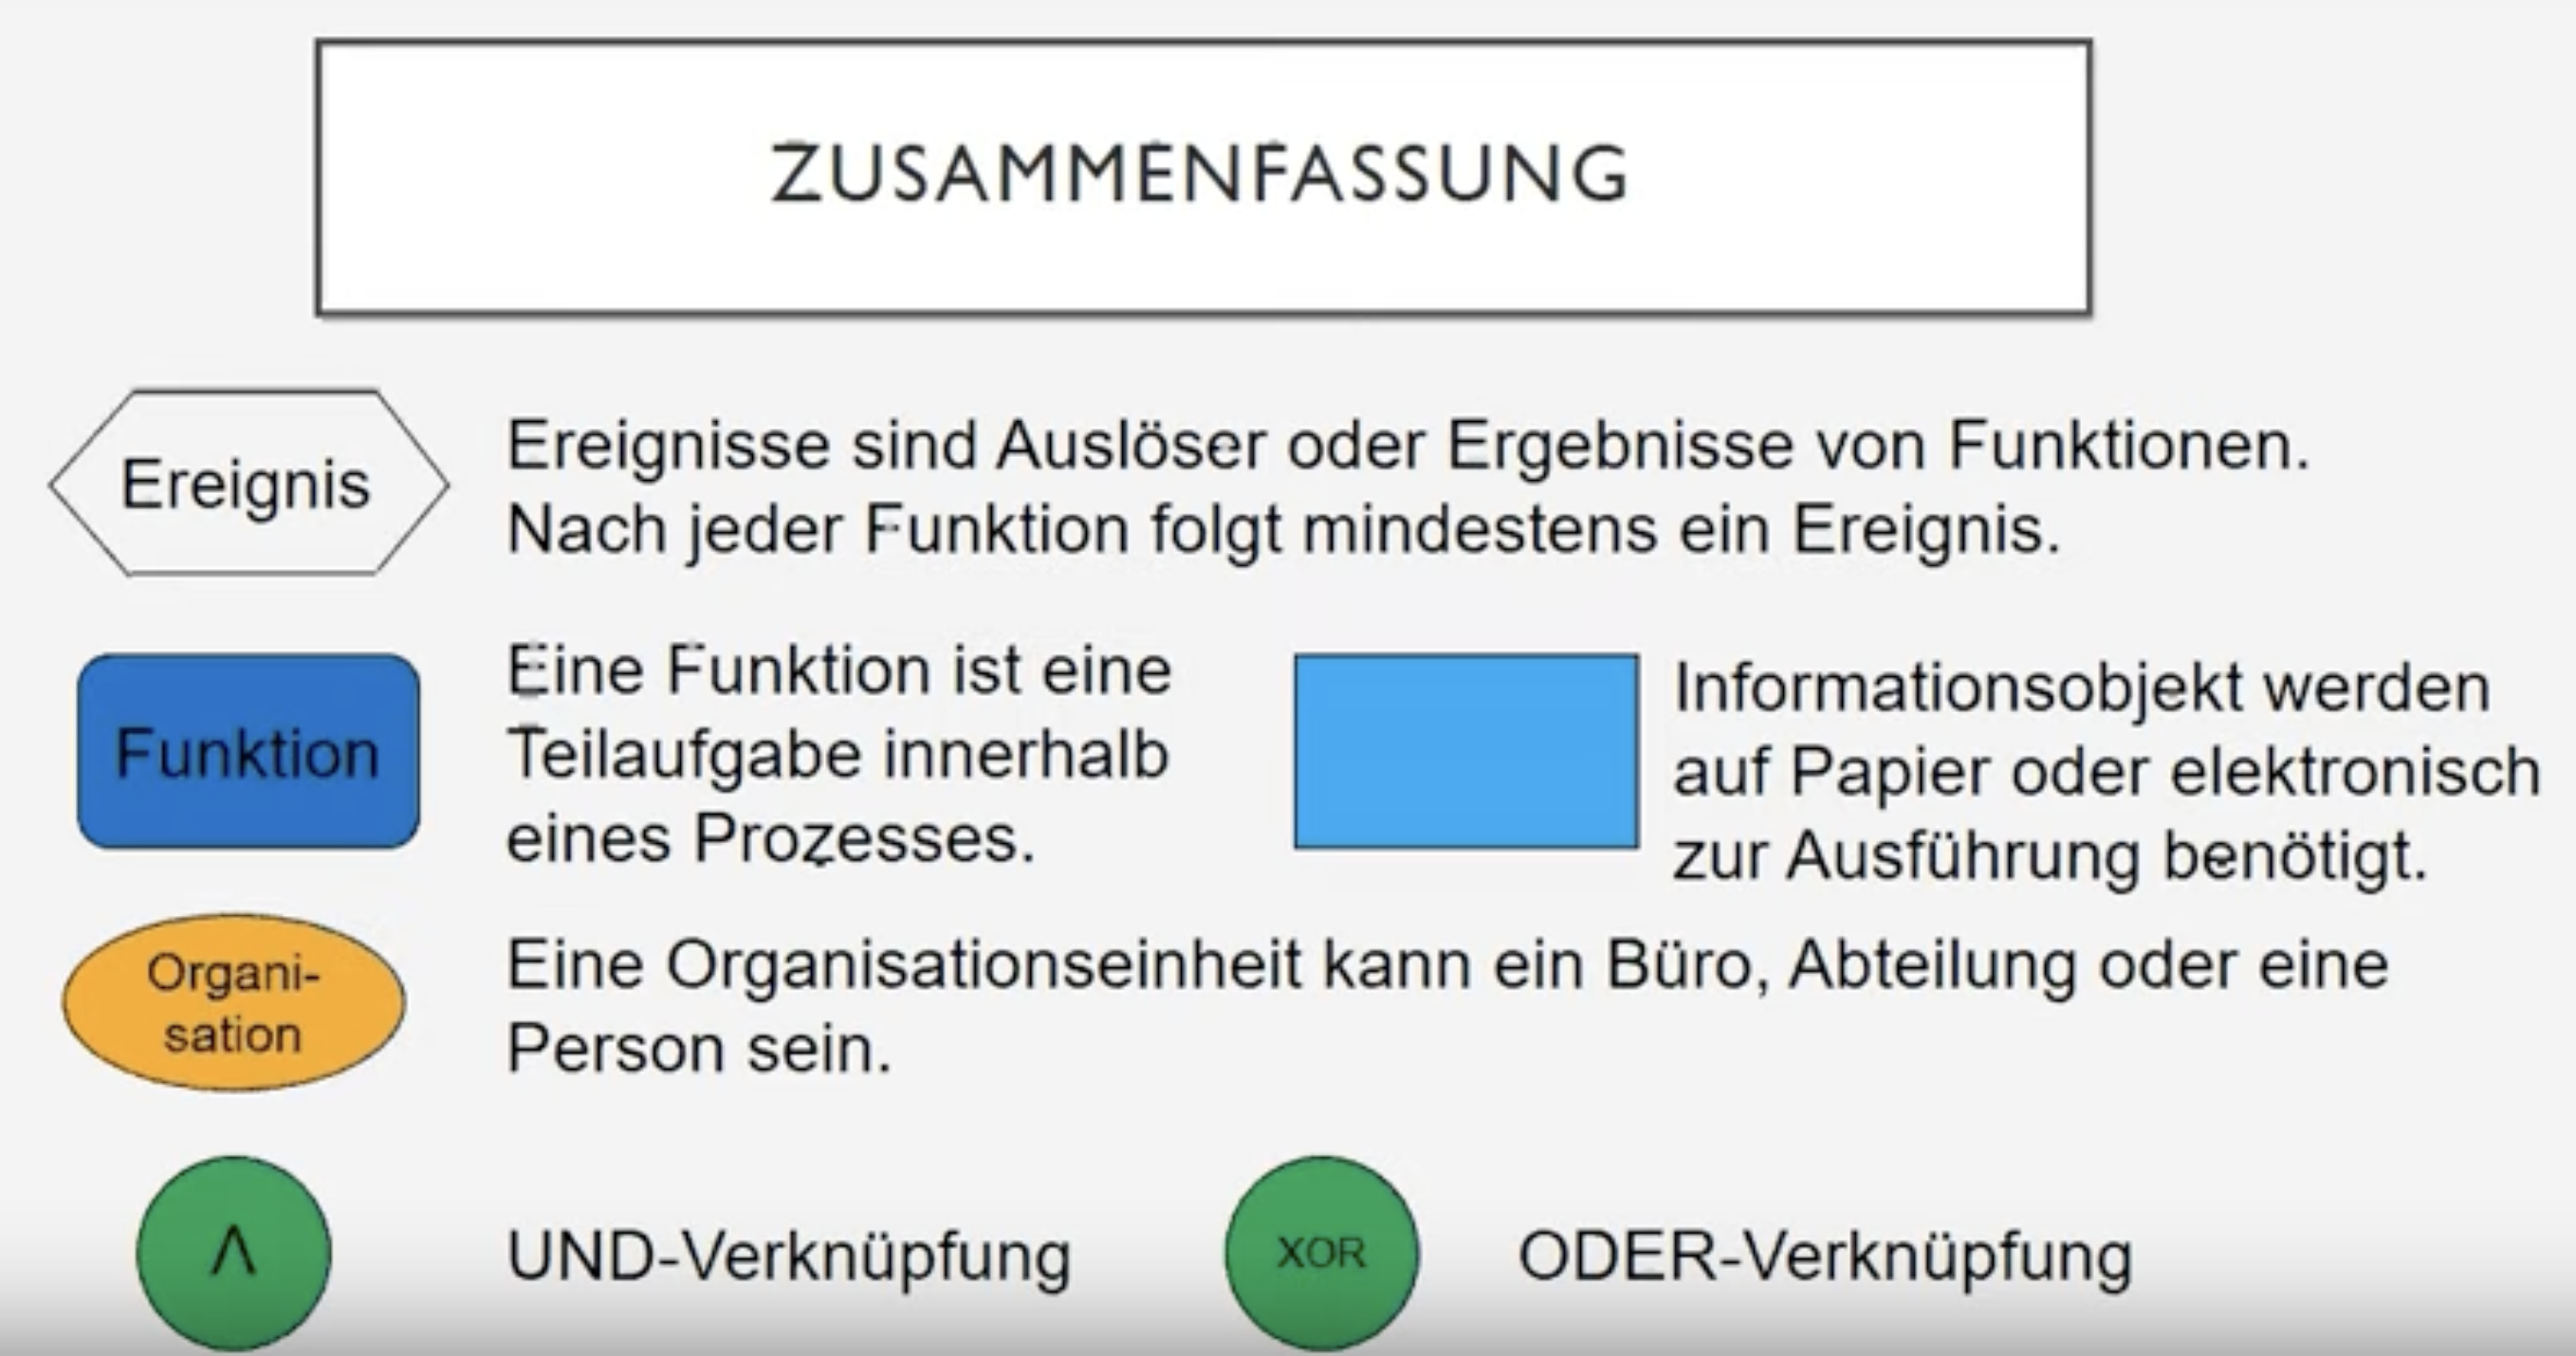 ZUSAMMENFASSUNG
Ereignis
Ereignisse sind Auslöser oder Ergebnisse von Funktionen.
Nach jeder Funktion folgt mindestens ein Ereignis.
Funktion
Eine Funktion ist eine
Teilaufgabe innerhalb
eines Prozesses.
Informationsobjekt werden
auf Papier oder elektronisch
zur Ausführung benötigt.
Organi-
sation
Eine Organisationseinheit kann ein Büro, Abteilung oder eine
Person sein.
Λ
UND-Verknüpfung
XOR
ODER-Verknüpfung